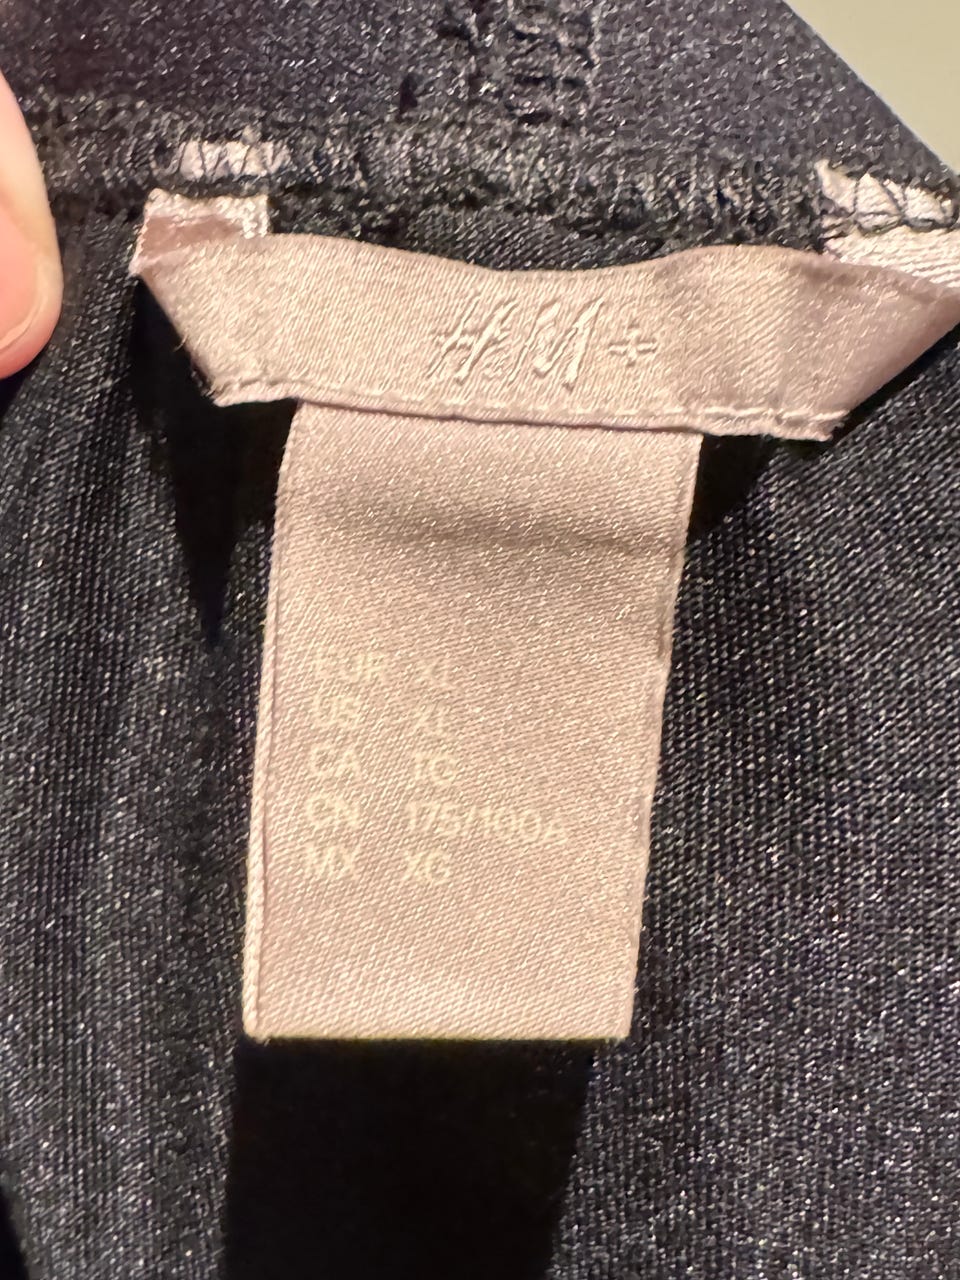 H&M+
EUR XL
US XL
CA TG
CN 175/100A
MX XG